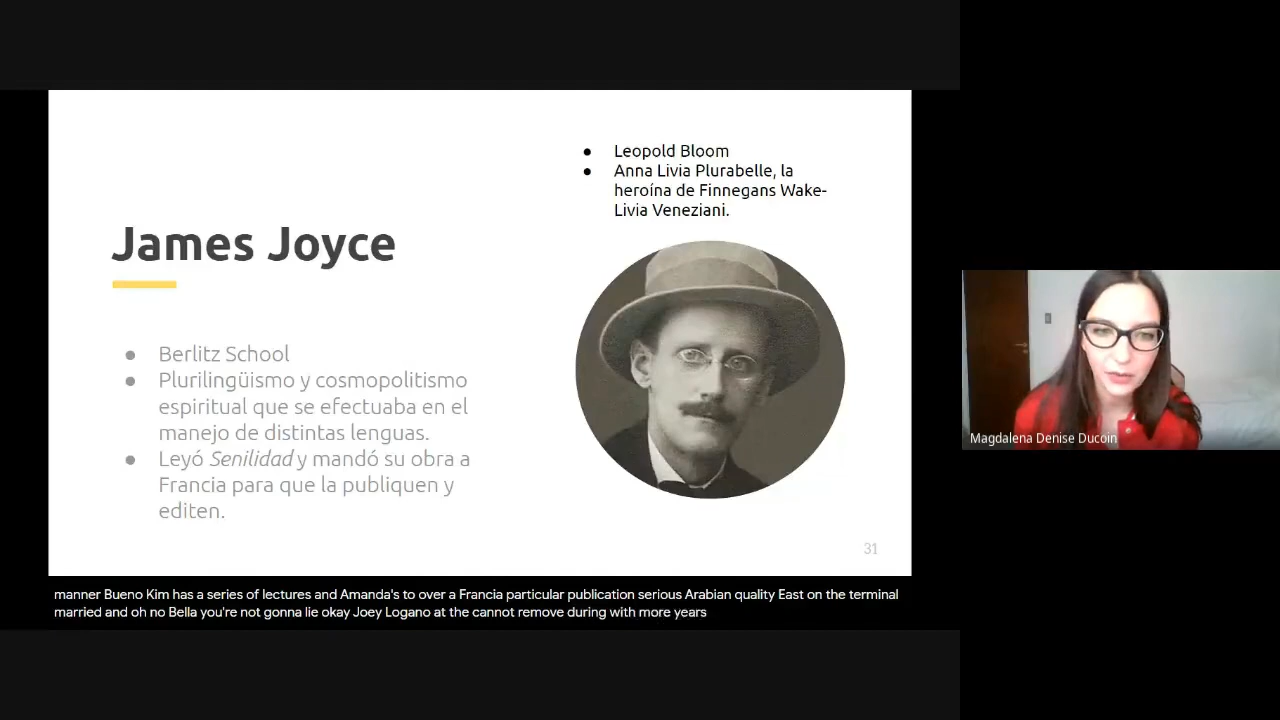 James Joyce
Berlitz School
Plurilingüismo y cosmopolitismo
espiritual que se efectuaba en el
manejo de distintas lenguas.
Leyó Senilidad y mandó su obra a
Francia para que la publiquen y
editen.
Leopold Bloom
Anna Livia Plurabelle, la
heroína de Finnegans Wake-
Livia Veneziani.
31
manner Bueno Kim has a series of lectures and Amanda's to over a Francia particular publication serious Arabian quality East on the terminal
married and oh no Bella you're not gonna lie okay Joey Logano at the cannot remove during with more years
Magdalena Denise Ducoin